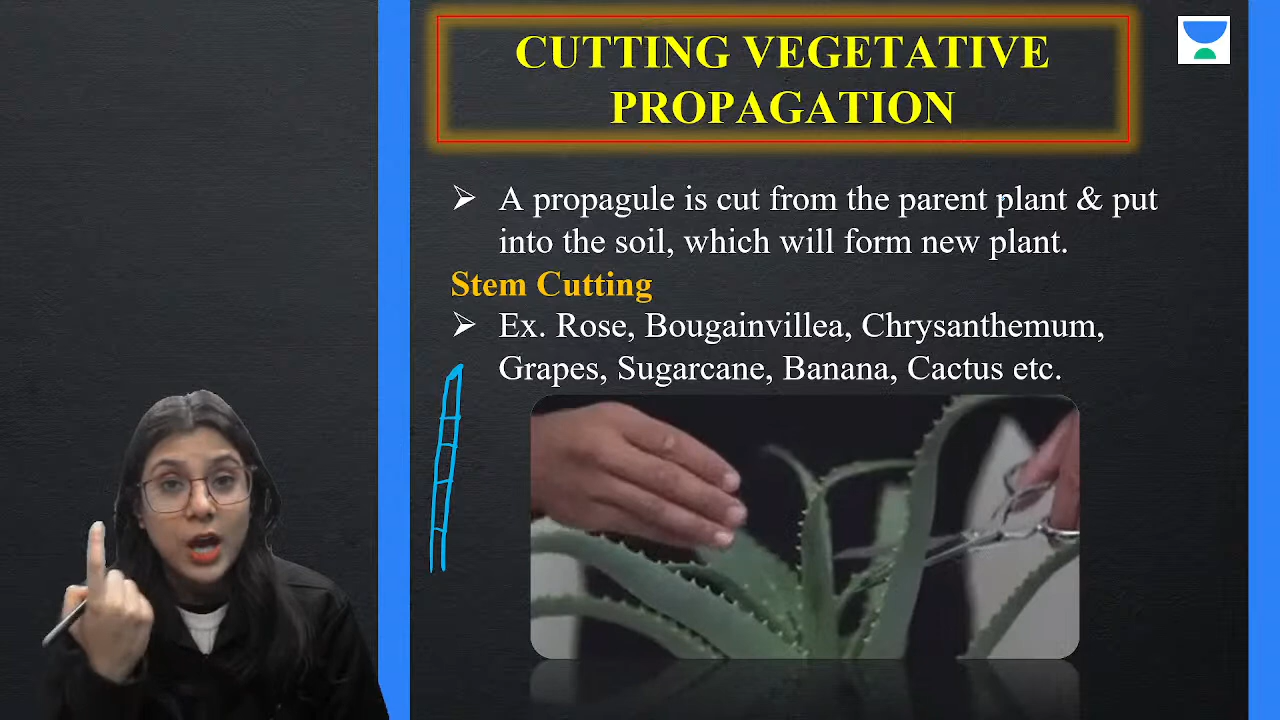 CUTTING VEGETATIVE
PROPAGATION
➢ A propagule is cut from the parent plant & put
into the soil, which will form new plant.
Stem Cutting
➢ Ex. Rose, Bougainvillea, Chrysanthemum,
Grapes, Sugarcane, Banana, Cactus etc.